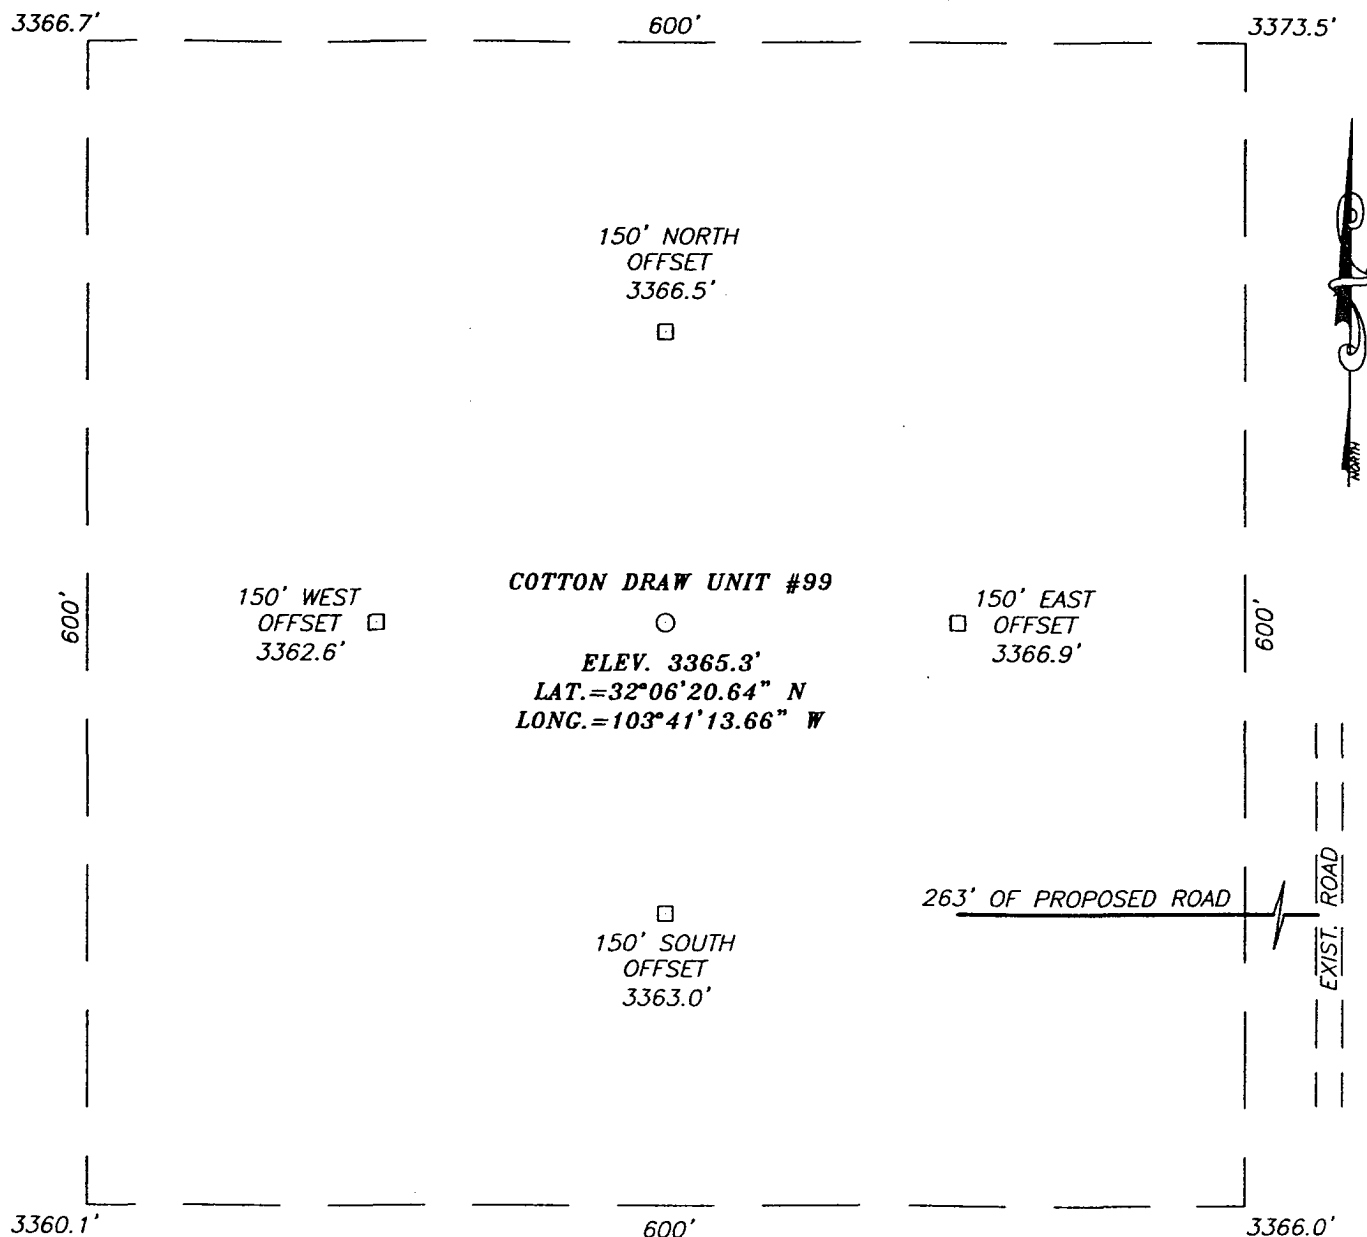 3366.7'
600'
3373.5'
150' NORTH
OFFSET
3366.5'
NORTH
COTTON DRAW UNIT #99
150' WEST
OFFSET
3362.6'
150' EAST
OFFSET
3366.9'
600'
600'
ELEV. 3365.3'
LAT.=32°06'20.64" N
LONG.=103°41'13.66" W
263' OF PROPOSED ROAD
EXIST. ROAD
150' SOUTH
OFFSET
3363.0'
3360.1'
600'
3366.0'